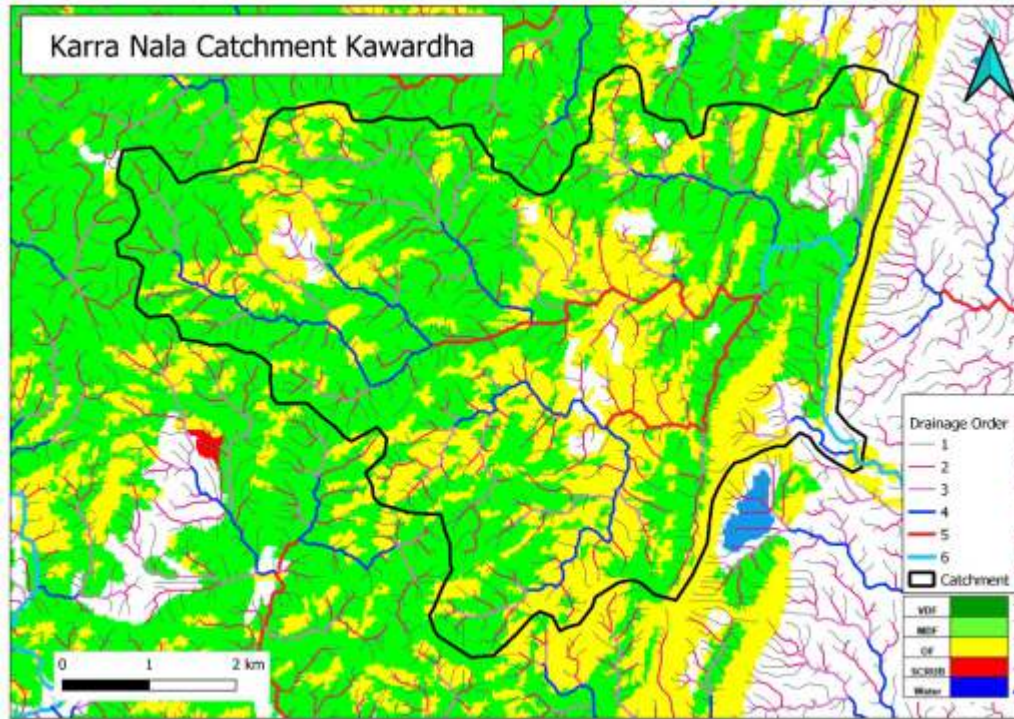 Karra Nala Catchment Kawardha
Drainage Order
1
2
3
4
5
6
Catchment
VDF
MDF
OF
SCRUB
Water
0 1 2 km